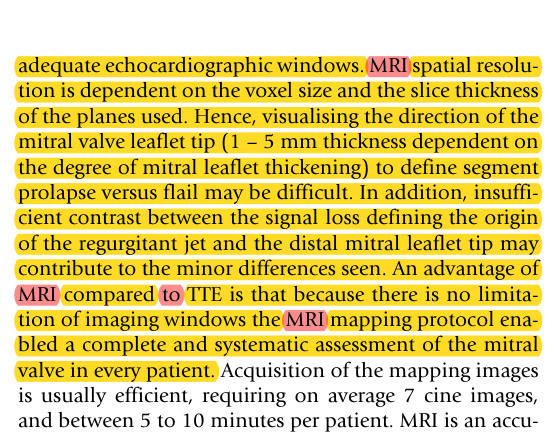 adequate echocardiographic windows. MRI spatial resolu-
tion is dependent on the voxel size and the slice thickness
of the planes used. Hence, visualising the direction of the
mitral valve leaflet tip (1 – 5 mm thickness dependent on
the degree of mitral leaflet thickening) to define segment
prolapse versus flail may be difficult. In addition, insuffi-
cient contrast between the signal loss defining the origin
of the regurgitant jet and the distal mitral leaflet tip may
contribute to the minor differences seen. An advantage of
MRI compared to TTE is that because there is no limita-
tion of imaging windows the MRI mapping protocol ena-
bled a complete and systematic assessment of the mitral
valve in every patient. Acquisition of the mapping images
is usually efficient, requiring on average 7 cine images,
and between 5 to 10 minutes per patient. MRI is an accu-